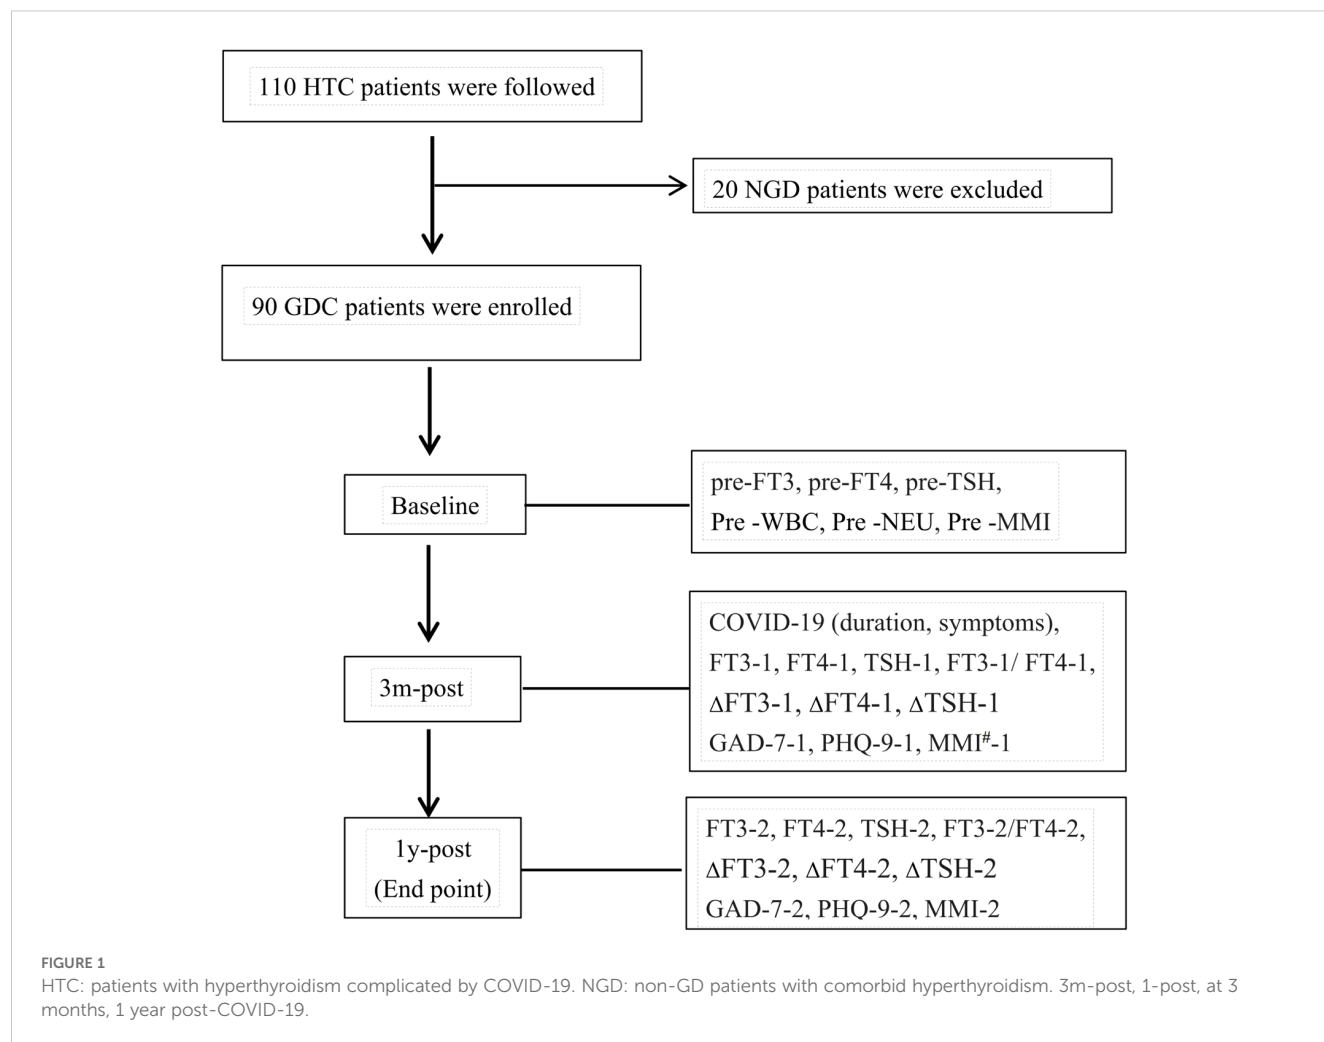 110 HTC patients were followed
20 NGD patients were excluded
90 GDC patients were enrolled
Baseline
pre-FT3, pre-FT4, pre-TSH,
Pre -WBC, Pre -NEU, Pre -MMI
3m-post
COVID-19 (duration, symptoms),
FT3-1, FT4-1, TSH-1, FT3-1/ FT4-1,
ΔFT3-1, ΔFT4-1, ΔTSH-1
GAD-7-1, PHQ-9-1, MMI#-1
1y-post
(End point)
FT3-2, FT4-2, TSH-2, FT3-2/FT4-2,
ΔFT3-2, ΔFT4-2, ΔTSH-2
GAD-7-2, PHQ-9-2, MMI-2
FIGURE 1
HTC: patients with hyperthyroidism complicated by COVID-19. NGD: non-GD patients with comorbid hyperthyroidism. 3m-post, 1-post, at 3
months, 1 year post-COVID-19.